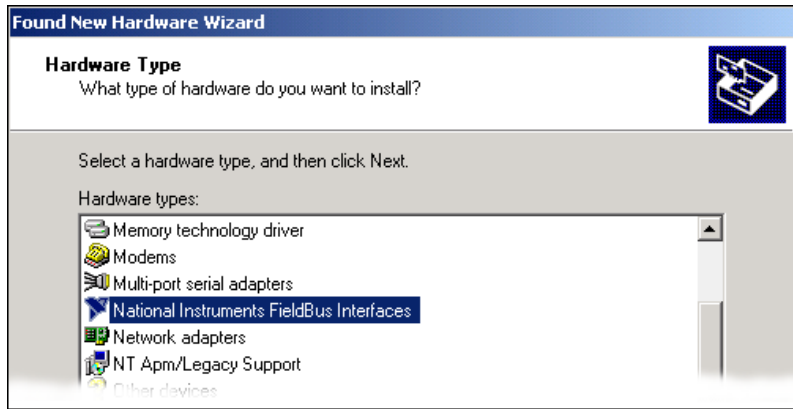 Found New Hardware Wizard
Hardware Type
What type of hardware do you want to install?
Select a hardware type, and then click Next.
Hardware types:
Memory technology driver
Modems
Multi-port serial adapters
National Instruments FieldBus Interfaces
Network adapters
NT Apm/Legacy Support
Other devices